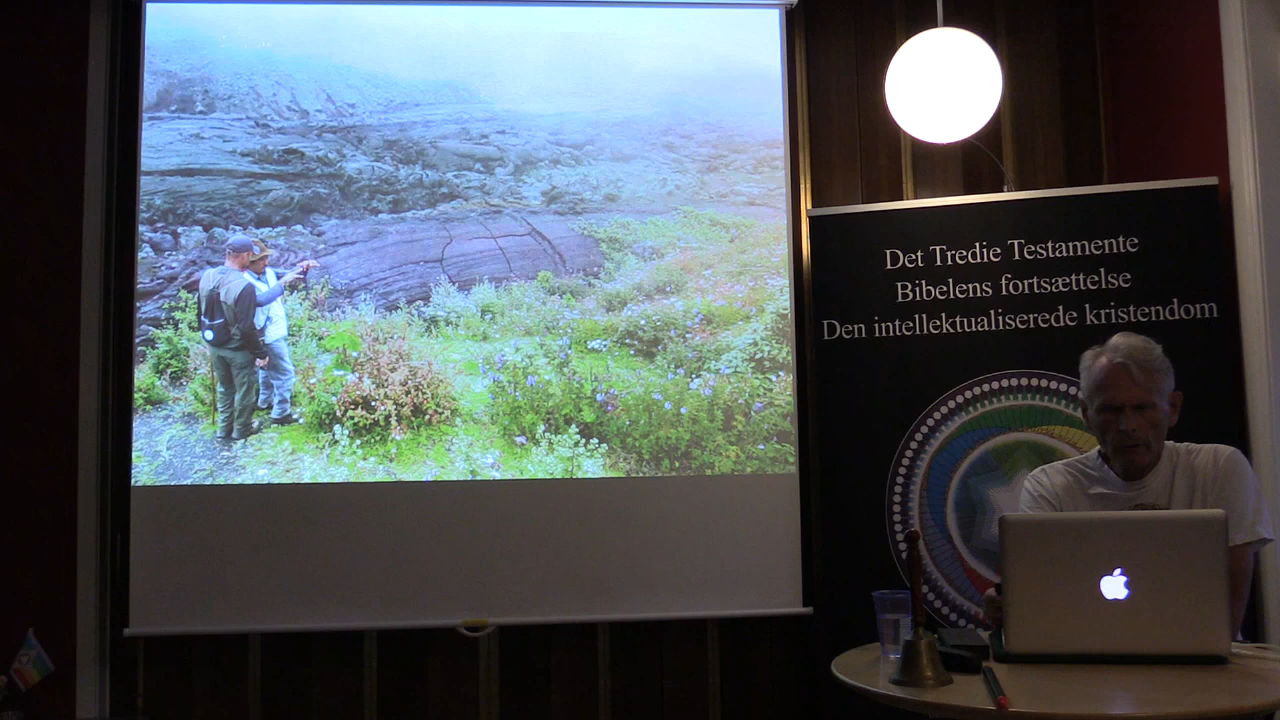 Det Tredie Testamente
Bibelens fortsættelse
Den intellektualiserede kristendom